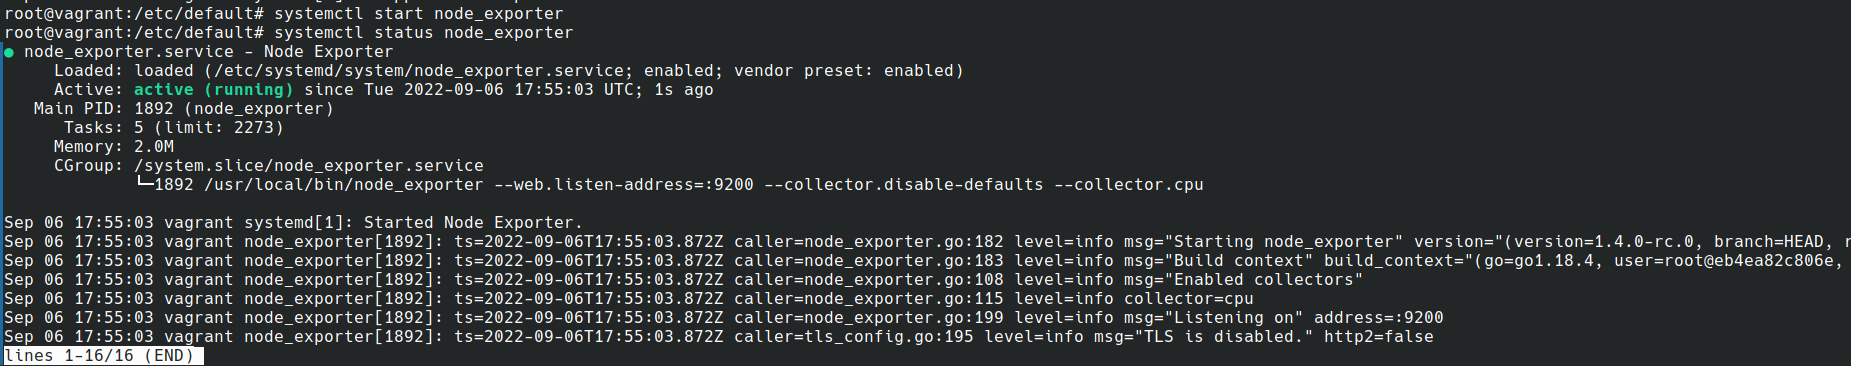 root@vagrant:/etc/default# systemctl start node_exporter
root@vagrant:/etc/default# systemctl status node_exporter
● node_exporter.service - Node Exporter
     Loaded: loaded (/etc/systemd/system/node_exporter.service; enabled; vendor preset: enabled)
     Active: active (running) since Tue 2022-09-06 17:55:03 UTC; 1s ago
   Main PID: 1892 (node_exporter)
      Tasks: 5 (limit: 2273)
     Memory: 2.0M
     CGroup: /system.slice/node_exporter.service
             └─1892 /usr/local/bin/node_exporter --web.listen-address=:9200 --collector.disable-defaults --collector.cpu
Sep 06 17:55:03 vagrant systemd[1]: Started Node Exporter.
Sep 06 17:55:03 vagrant node_exporter[1892]: ts=2022-09-06T17:55:03.872Z caller=node_exporter.go:182 level=info msg="Starting node_exporter" version="(version=1.4.0-rc.0, branch=HEAD,
Sep 06 17:55:03 vagrant node_exporter[1892]: ts=2022-09-06T17:55:03.872Z caller=node_exporter.go:183 level=info msg="Build context" build_context="(go=go1.18.4, user=root@eb4ea82c806e,
Sep 06 17:55:03 vagrant node_exporter[1892]: ts=2022-09-06T17:55:03.872Z caller=node_exporter.go:108 level=info msg="Enabled collectors"
Sep 06 17:55:03 vagrant node_exporter[1892]: ts=2022-09-06T17:55:03.872Z caller=node_exporter.go:115 level=info collector=cpu
Sep 06 17:55:03 vagrant node_exporter[1892]: ts=2022-09-06T17:55:03.872Z caller=node_exporter.go:199 level=info msg="Listening on" address=:9200
Sep 06 17:55:03 vagrant node_exporter[1892]: ts=2022-09-06T17:55:03.872Z caller=tls_config.go:195 level=info msg="TLS is disabled." http2=false
lines 1-16/16 (END)